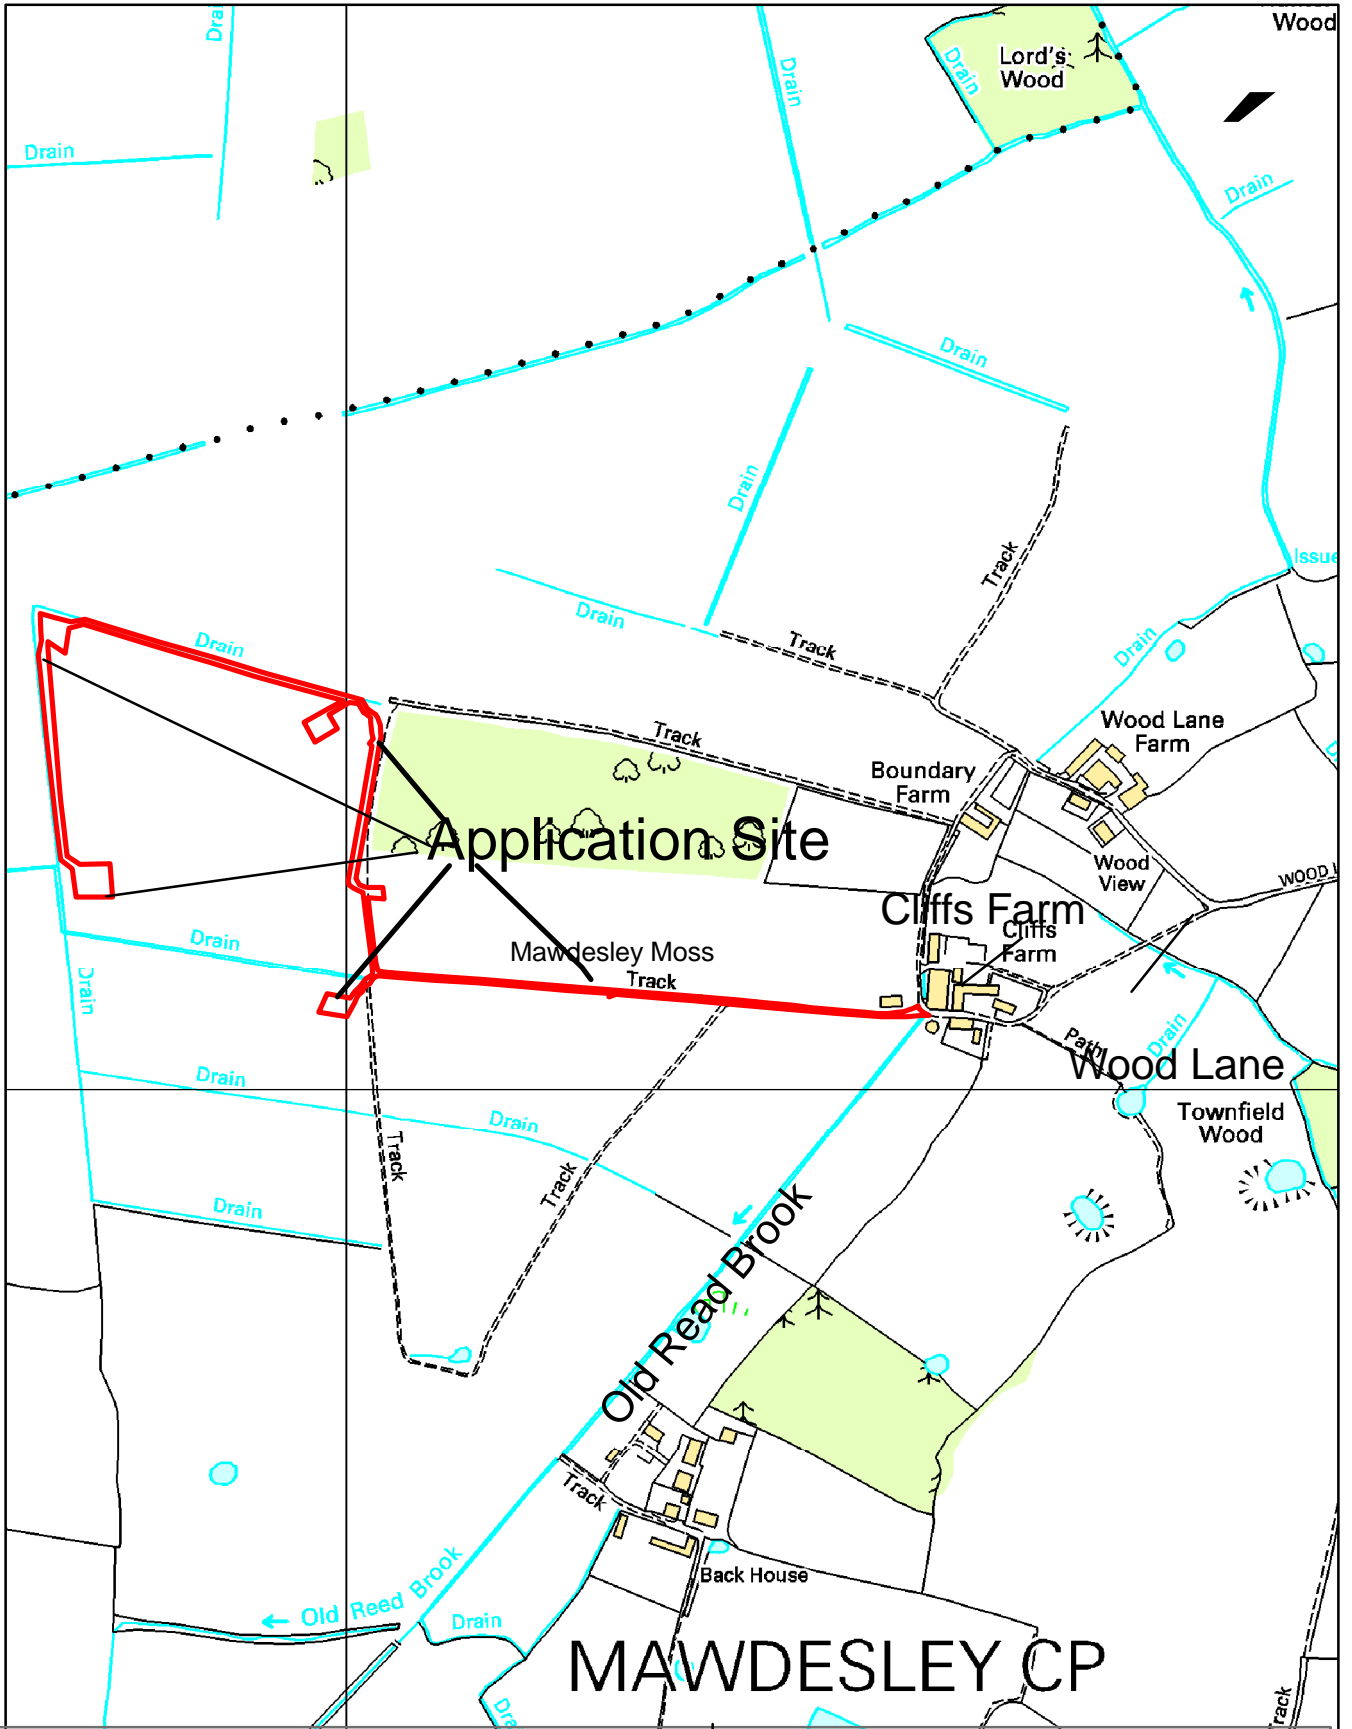 Wood
Lord's
Wood
Drain
Drain
Drain
Drain
Drain
Drain
Drain
Issue
Track
Drain
Track
Drain
Drain
Wood Lane
Farm
Track
Boundary
Farm
Application Site
Wood
View
WOOD L
Cliffs Farm
Cliffs
Farm
Drain
Mawdesley Moss
Track
Drain
Path
Drain
Wood Lane
Drain
Townfield
Wood
Drain
Track
Track
Drain
Old Read Brook
Track
Back House
Old Reed Brook
Drain
MAWDESLEY CP
Dra
rack